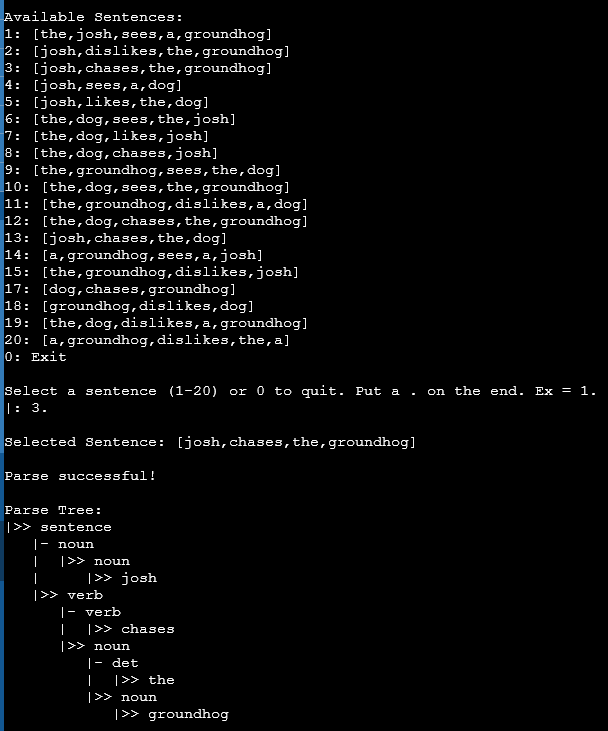 Available Sentences:
1: [the,josh,sees,a,groundhog]
2: [josh,dislikes,the,groundhog]
3: [josh,chases,the,groundhog]
4: [josh,sees,a,dog]
5: [josh,likes,the,dog]
6: [the,dog,sees,the,josh]
7: [the,dog,likes,josh]
8: [the,dog,chases,josh]
9: [the,groundhog,sees,the,dog]
10: [the,dog,sees,the,groundhog]
11: [the,groundhog,dislikes,a,dog]
12: [the,dog,chases,the,groundhog]
13: [josh,chases,the,dog]
14: [a,groundhog,sees,a,josh]
15: [the,groundhog,dislikes,josh]
17: [dog,chases,groundhog]
18: [groundhog,dislikes,dog]
19: [the,dog,dislikes,a,groundhog]
20: [a,groundhog,dislikes,the,a]
0: Exit

Select a sentence (1-20) or 0 to quit. Put a . on the end. Ex = 1.
|: 3.

Selected Sentence: [josh,chases,the,groundhog]

Parse successful!

Parse Tree:
|>> sentence
   |- noun
   |  |>> noun
   |     |>> josh
   |>> verb
      |- verb
      |  |>> chases
      |>> noun
         |- det
         |  |>> the
         |>> noun
            |>> groundhog